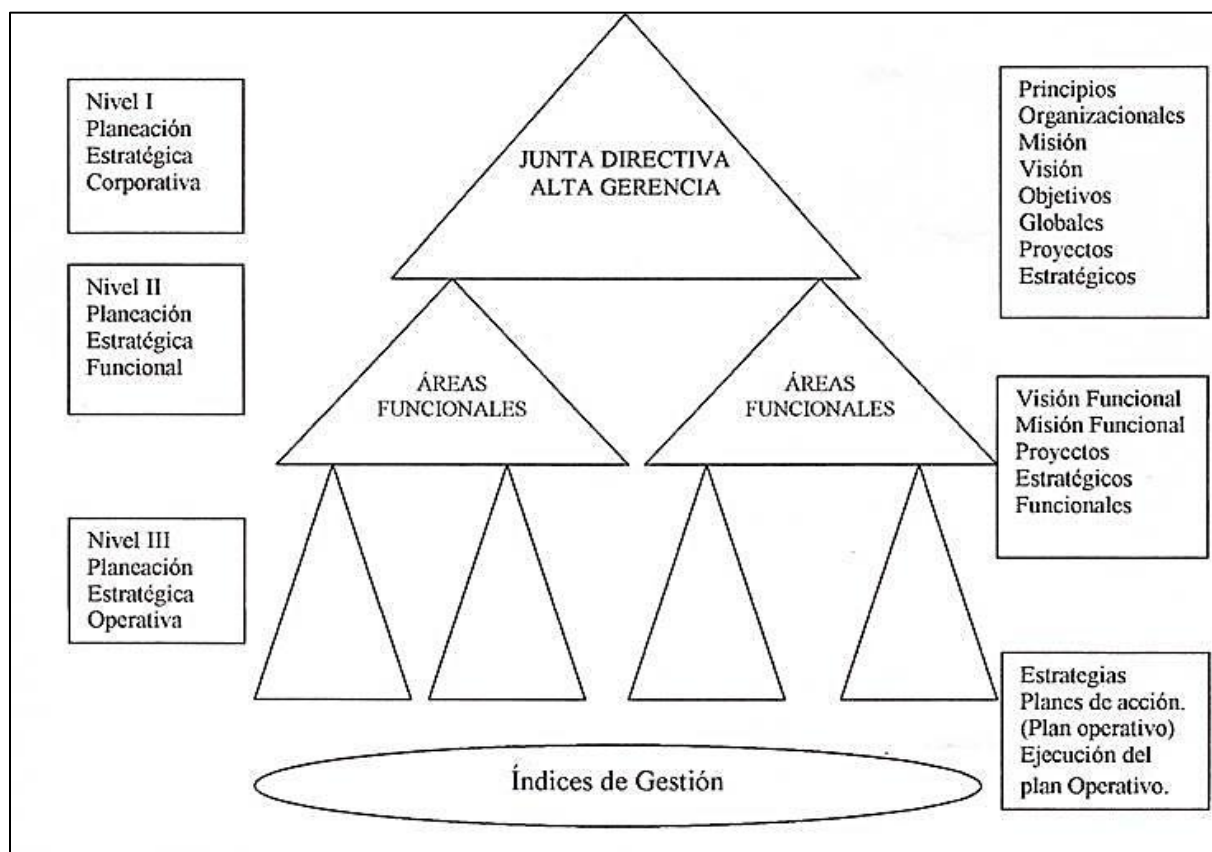 Nivel I
Planeación
Estratégica
Corporativa
JUNTA DIRECTIVA
ALTA GERENCIA
Principios
Organizacionales
Misión
Visión
Objetivos
Globales
Proyectos
Estratégicos
Nivel II
Planeación
Estratégica
Funcional
ÁREAS
FUNCIONALES
ÁREAS
FUNCIONALES
Visión Funcional
Misión Funcional
Proyectos
Estratégicos
Funcionales
Nivel III
Planeación
Estratégica
Operativa
Estrategias
Planes de acción.
(Plan operativo)
Ejecución del
plan Operativo.
Índices de Gestión